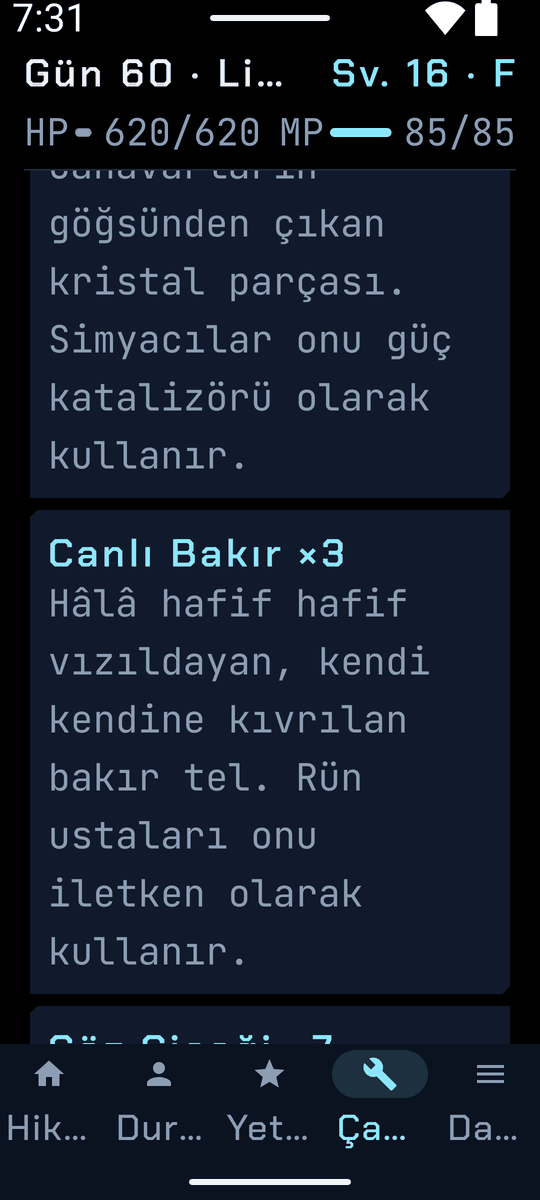 7:31
Gün 60 · Li…
Sv. 16 · F
HP 620/620 MP 85/85
göğsünden çıkan
kristal parçası.
Simyacılar onu güç
katalizörü olarak
kullanır.
Canlı Bakır ×3
Hâlâ hafif hafif
vızıldayan, kendi
kendine kıvrılan
bakır tel. Rün
ustaları onu
iletken olarak
kullanır.
Hik…
Dur…
Yet…
Ça…
Da…